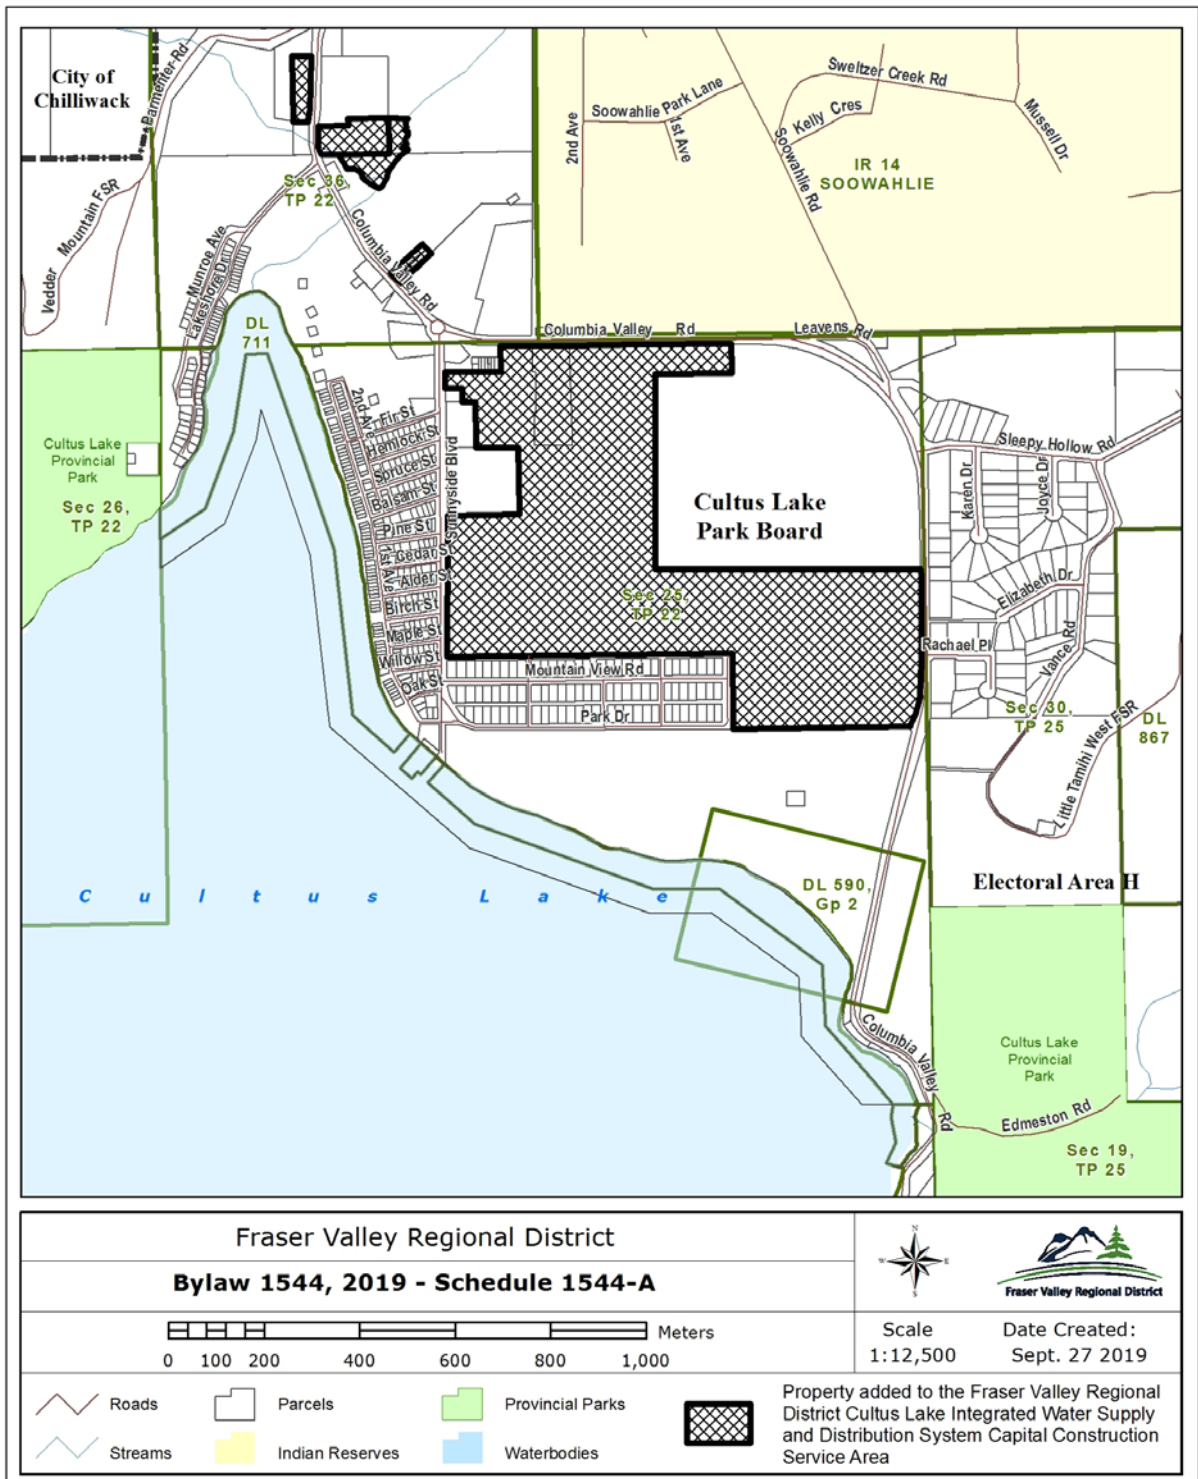 City of
Chilliwack
Parmenter Rd
Vedder Mountain FSR
Munroe Ave
Lakeshore Dr
Sec 36,
TP 22
Columbia Valley Rd
2nd Ave
Soowahlie Park Lane
1st Ave
Soowahlie Rd
Kelly Cres
Sweltzer Creek Rd
Mussell Dr
IR 14
SOOWAHLIE
DL
711
Columbia Valley Rd
Leavens Rd
Cultus Lake
Provincial
Park
Sec 26,
TP 22
2nd Ave
Fir St
Hemlock St
Spruce St
Balsam St
Pine St
Cedar St
Alder St
Birch St
Maple St
Willow St
Oak St
1st Ave
Sunnyside Blvd
Cultus Lake
Park Board
Sec 25,
TP 22
Mountain View Rd
Park Dr
Sleepy Hollow Rd
Karen Dr
Joyce Dr
Elizabeth Dr
Rachael Pl
Vance Rd
Sec 30,
TP 25
Little Tamihi West FSR
DL
867
Electoral Area H
Cultus Lake
DL 590,
Gp 2
Columbia Valley Rd
Cultus Lake
Provincial
Park
Edmeston Rd
Sec 19,
TP 25
Fraser Valley Regional District
Bylaw 1544, 2019 - Schedule 1544-A
Meters
0 100 200 400 600 800 1,000
N
W E
S
Fraser Valley Regional District
Scale
1:12,500
Date Created:
Sept. 27 2019
Roads
Parcels
Provincial Parks
Streams
Indian Reserves
Waterbodies
Property added to the Fraser Valley Regional
District Cultus Lake Integrated Water Supply
and Distribution System Capital Construction
Service Area